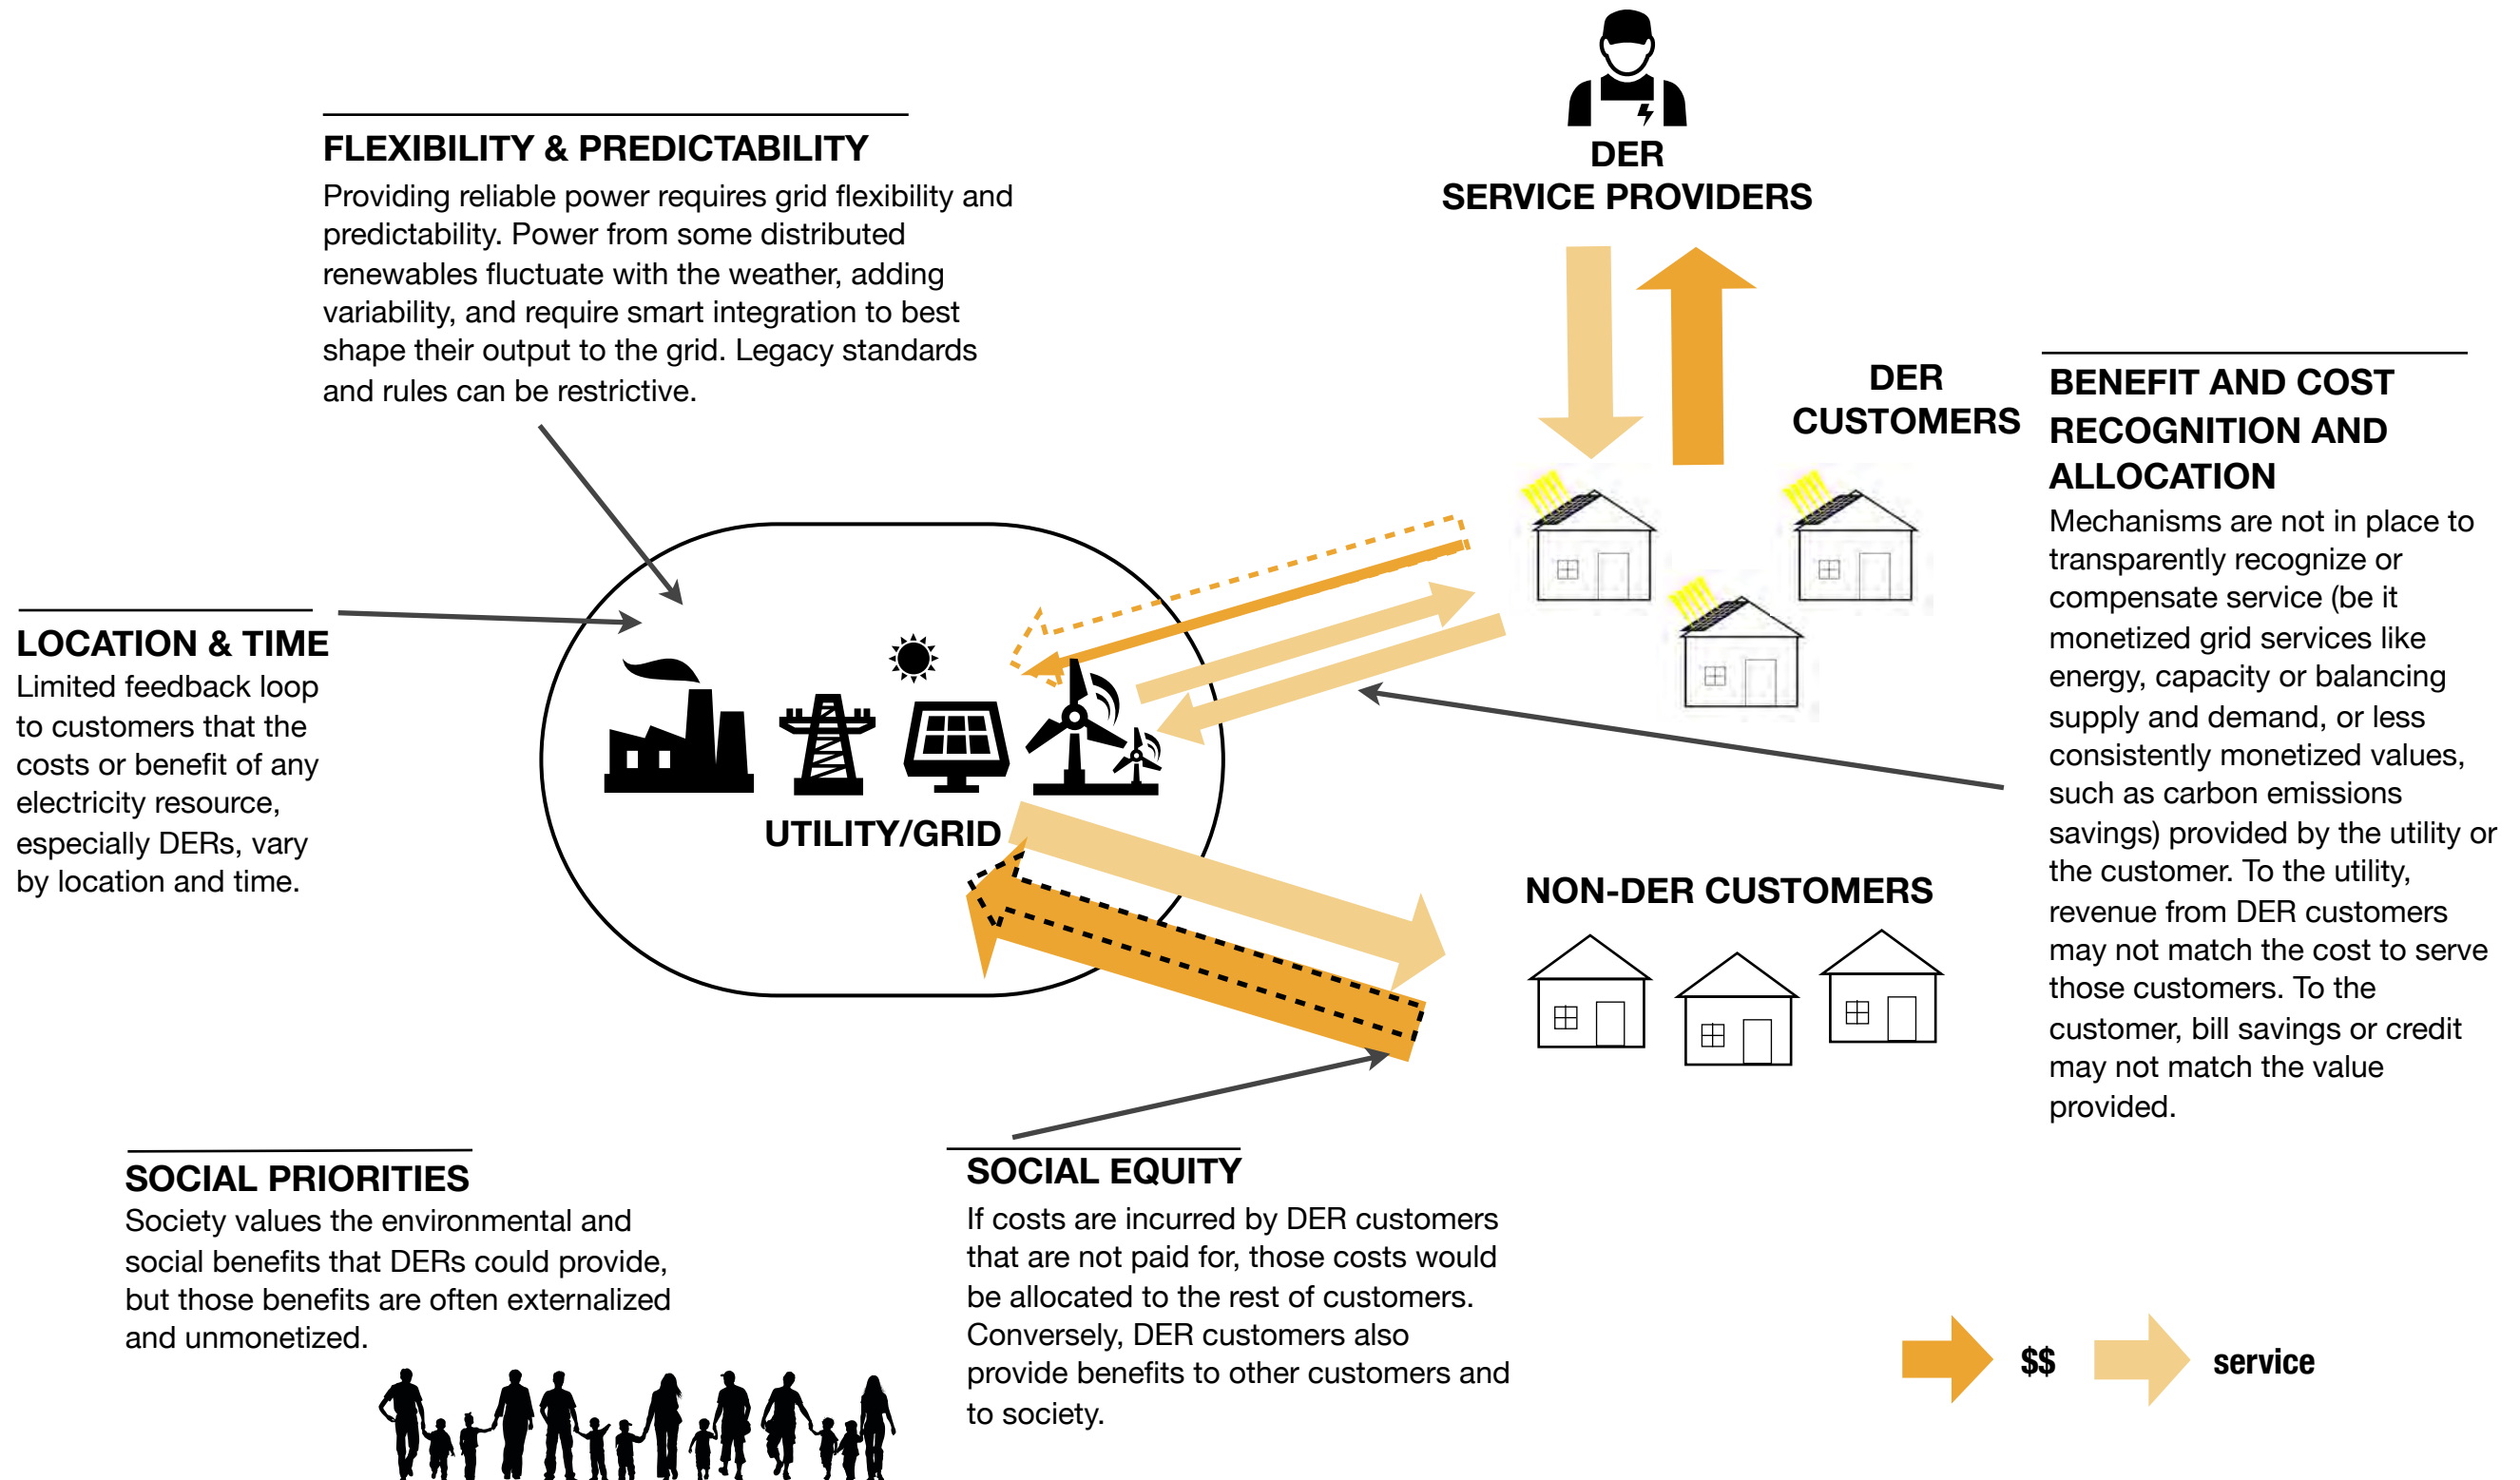 FLEXIBILITY & PREDICTABILITY
Providing reliable power requires grid flexibility and
predictability. Power from some distributed
renewables fluctuate with the weather, adding
variability, and require smart integration to best
shape their output to the grid. Legacy standards
and rules can be restrictive.
DER
SERVICE PROVIDERS
DER
CUSTOMERS
BENEFIT AND COST
RECOGNITION AND
ALLOCATION
Mechanisms are not in place to
transparently recognize or
compensate service (be it
monetized grid services like
energy, capacity or balancing
supply and demand, or less
consistently monetized values,
such as carbon emissions
savings) provided by the utility or
the customer. To the utility,
revenue from DER customers
may not match the cost to serve
those customers. To the
customer, bill savings or credit
may not match the value
provided.
LOCATION & TIME
Limited feedback loop
to customers that the
costs or benefit of any
electricity resource,
especially DERs, vary
by location and time.
UTILITY/GRID
NON-DER CUSTOMERS
SOCIAL PRIORITIES
Society values the environmental and
social benefits that DERs could provide,
but those benefits are often externalized
and unmonetized.
SOCIAL EQUITY
If costs are incurred by DER customers
that are not paid for, those costs would
be allocated to the rest of customers.
Conversely, DER customers also
provide benefits to other customers and
to society.
$$
service